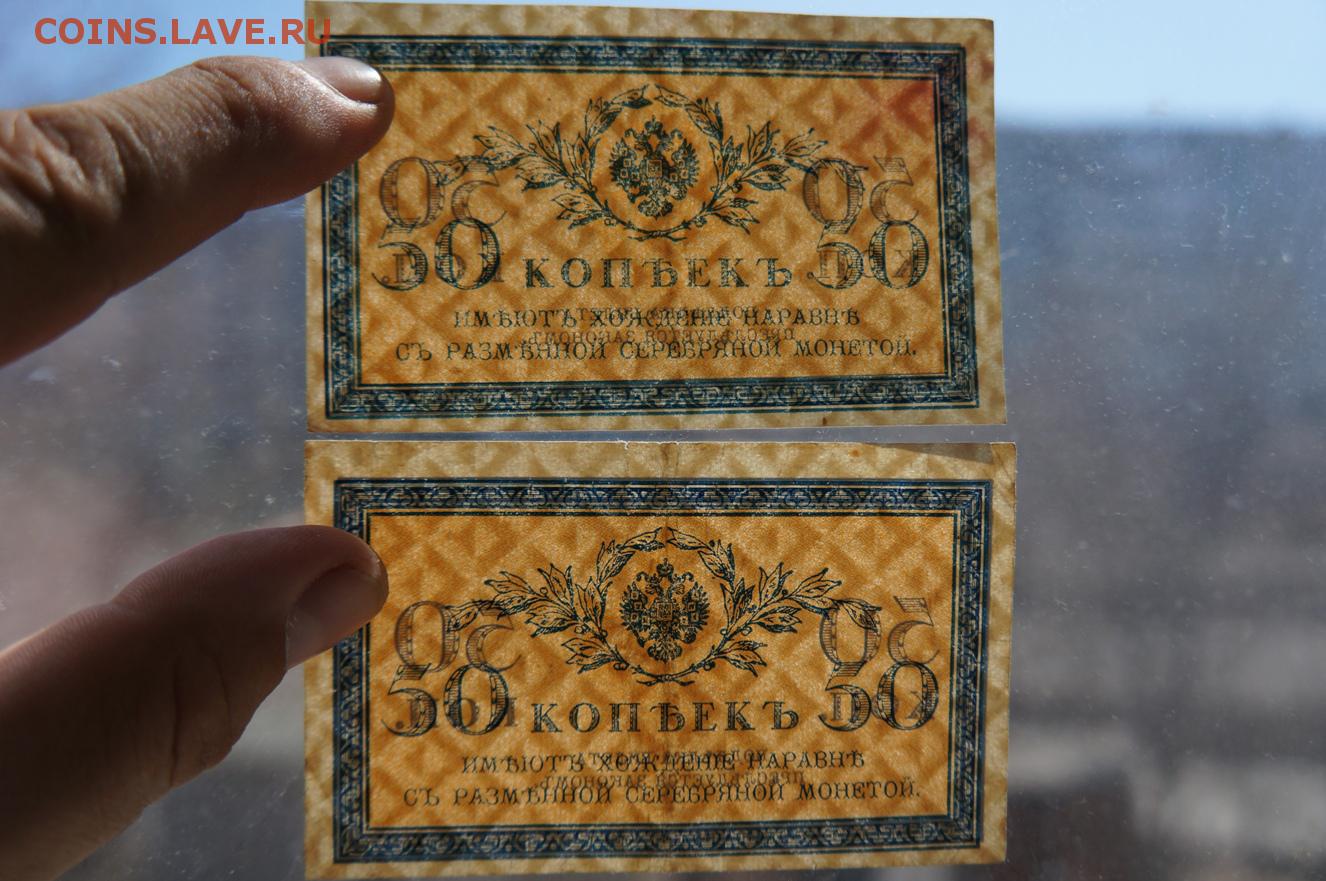 COINS.LAVE.RU
50 КОПѢЕКЪ 50
ИМѢЮТЪ ХОЖДЕНІЕ НАРАВНѢ
СЪ РАЗМѢННОЙ СЕРЕБРЯНОЙ МОНЕТОЙ.
50 КОПѢЕКЪ 50
ИМѢЮТЪ ХОЖДЕНІЕ НАРАВНѢ
СЪ РАЗМѢННОЙ СЕРЕБРЯНОЙ МОНЕТОЙ.